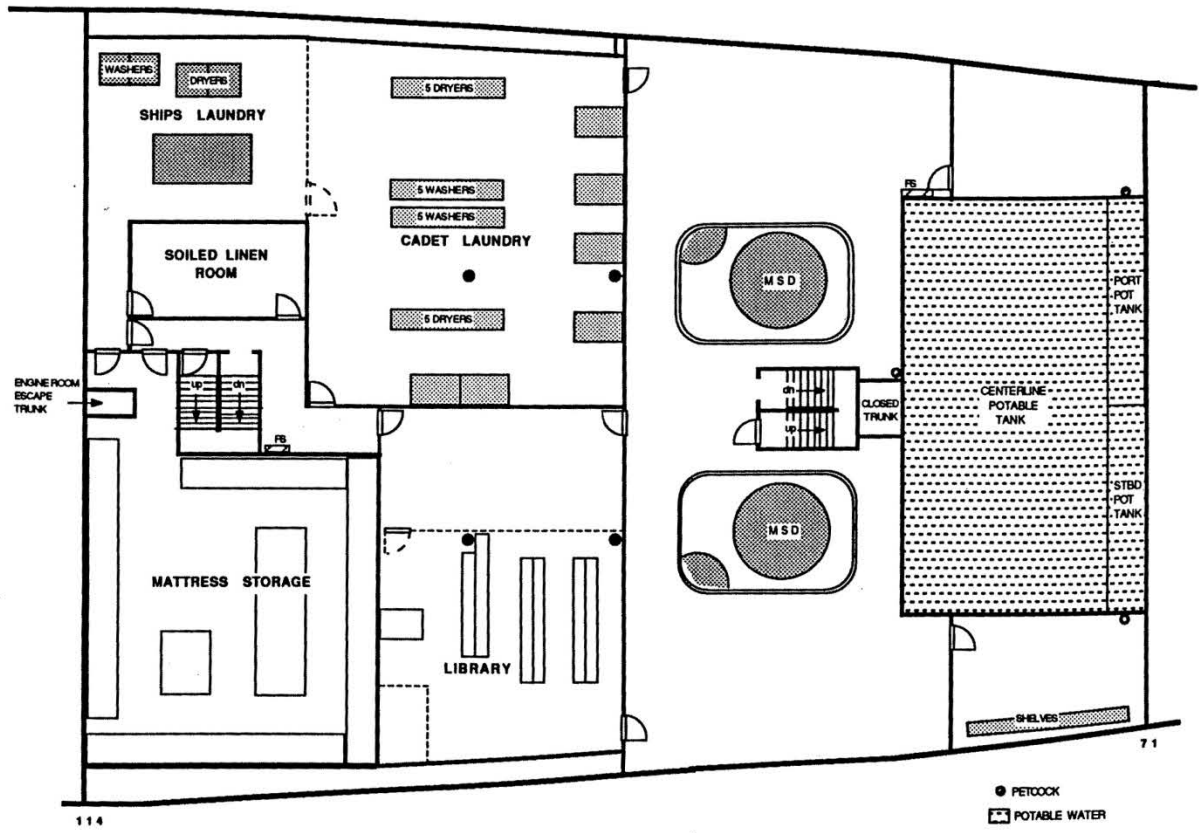 WASHERS
DRYERS
SHIPS LAUNDRY
5 DRYERS
5 WASHERS
5 WASHERS
CADET LAUNDRY
5 DRYERS
SOILED LINEN
ROOM
ENGINE ROOM
ESCAPE
TRUNK
up
dn
FS
MATTRESS STORAGE
LIBRARY
MSD
MSD
dn
up
CLOSED
TRUNK
FS
CENTERLINE
POTABLE
TANK
PORT
POT
TANK
STBD
POT
TANK
SHELVES
71
114
PETCOCK
POTABLE WATER